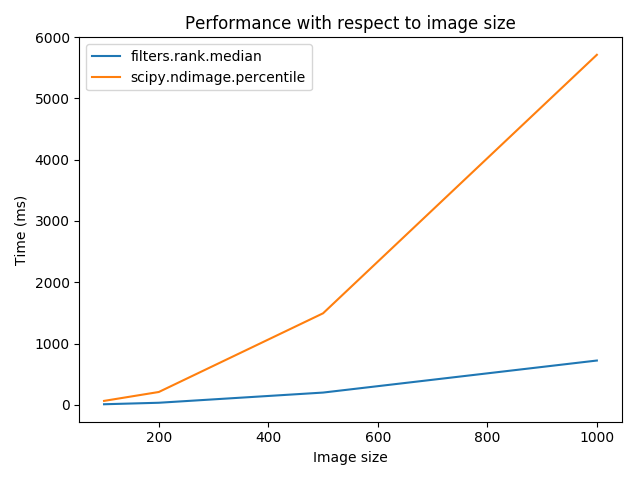 Performance with respect to image size
filters.rank.median
scipy.ndimage.percentile
Time (ms)
6000
5000
4000
3000
2000
1000
0
200 400 600 800 1000
Image size